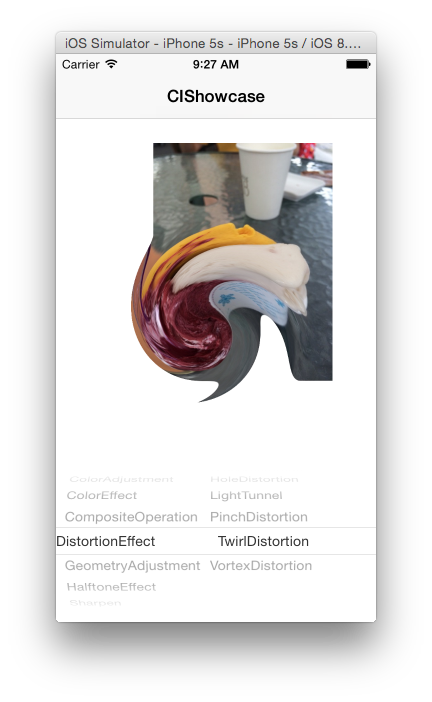 iOS Simulator - iPhone 5s - iPhone 5s / iOS 8....
Carrier 9:27 AM
CIShowcase
ColorAdjustment HoleDistortion
ColorEffect LightTunnel
CompositeOperation PinchDistortion
DistortionEffect TwirlDistortion
GeometryAdjustment VortexDistortion
HalftoneEffect
Sharpen